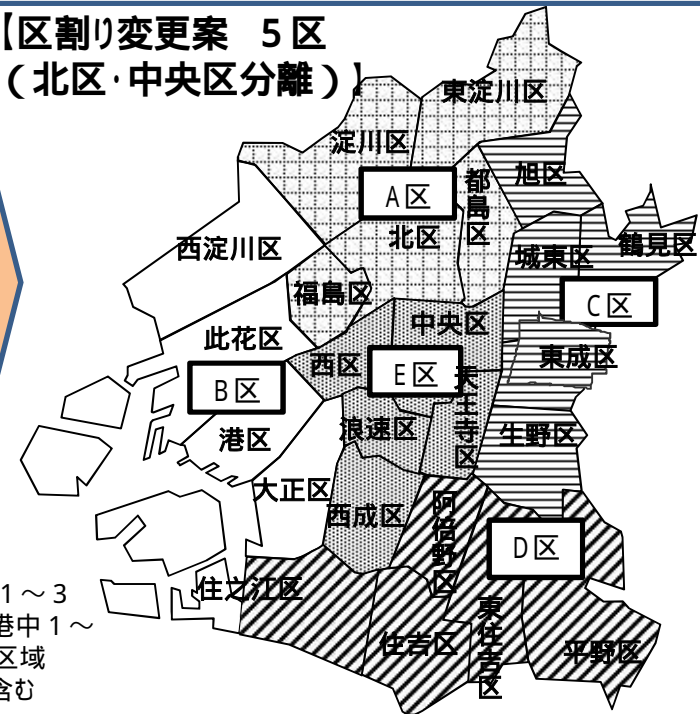 【区割り変更案 5区
(北区・中央区分離)】
東淀川区
淀川区
旭区
都島区
A区
北区
西淀川区
城東区
鶴見区
福島区
C区
中央区
此花区
西区
E区
東成区
B区
天王寺区
浪速区
港区
生野区
大正区
西成区
阿倍野区
D区
住之江区
1~3
港中1~
区域
含む
住吉区
東住吉区
平野区